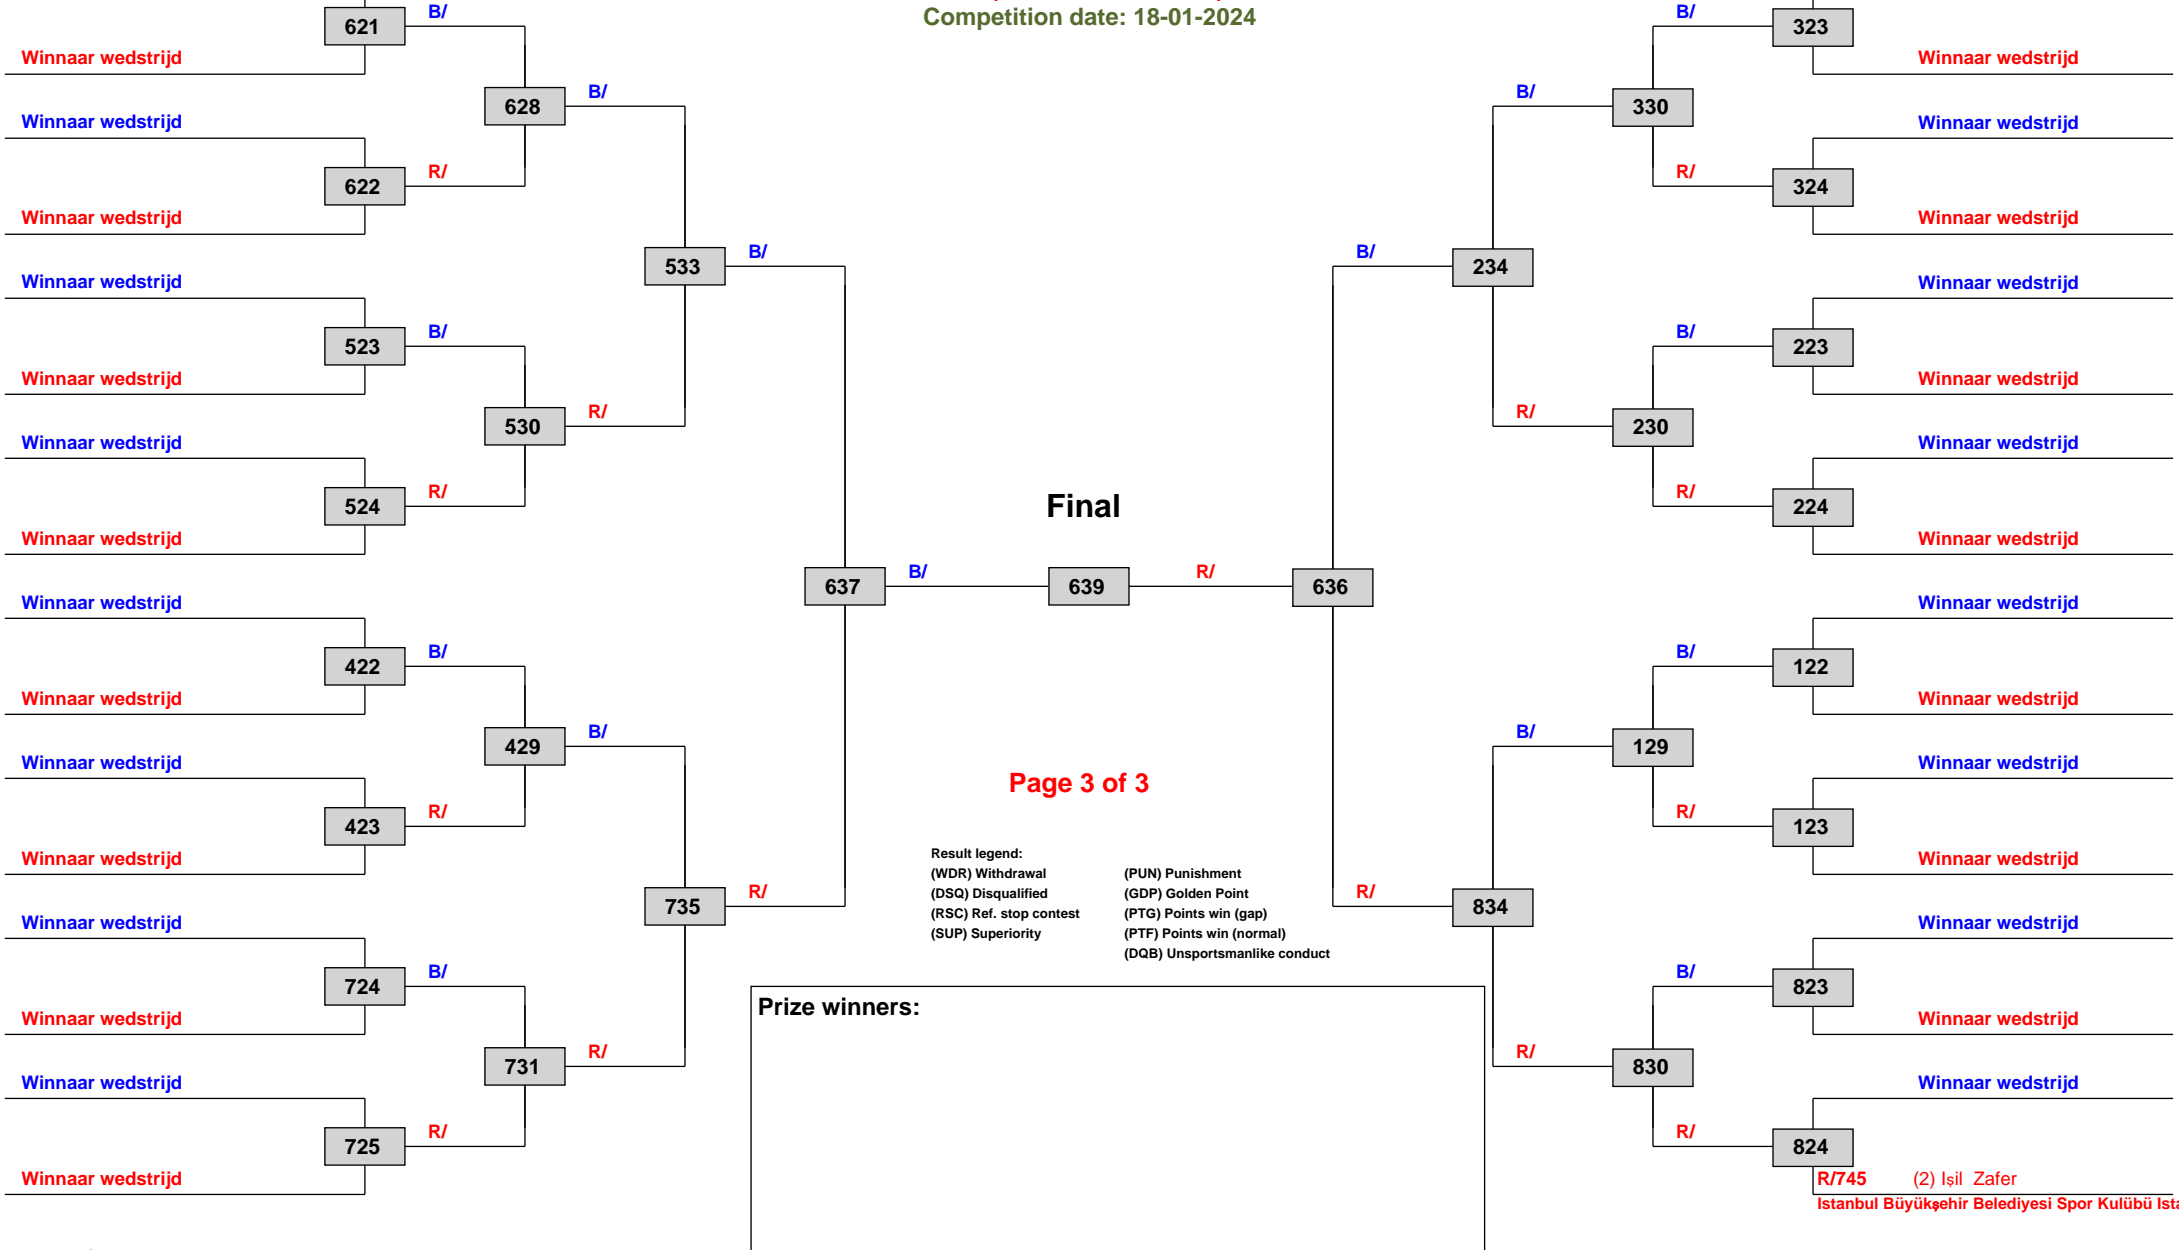 Competition date: 18-01-2024
621
B/
Winnaar wedstrijd
628
B/
Winnaar wedstrijd
622
R/
Winnaar wedstrijd
533
B/
Winnaar wedstrijd
523
B/
Winnaar wedstrijd
530
R/
Winnaar wedstrijd
524
R/
Winnaar wedstrijd
637
B/
Winnaar wedstrijd
422
B/
Winnaar wedstrijd
429
B/
Winnaar wedstrijd
423
R/
Winnaar wedstrijd
735
R/
Winnaar wedstrijd
724
B/
Winnaar wedstrijd
731
R/
Winnaar wedstrijd
725
R/
Winnaar wedstrijd
Final
639
R/
636
Page 3 of 3
Result legend:
(WDR) Withdrawal
(DSQ) Disqualified
(RSC) Ref. stop contest
(SUP) Superiority
(PUN) Punishment
(GDP) Golden Point
(PTG) Points win (gap)
(PTF) Points win (normal)
(DQB) Unsportsmanlike conduct
Prize winners:
B/
323
Winnaar wedstrijd
B/
330
Winnaar wedstrijd
R/
324
Winnaar wedstrijd
B/
234
Winnaar wedstrijd
B/
223
Winnaar wedstrijd
R/
230
Winnaar wedstrijd
R/
224
Winnaar wedstrijd
Winnaar wedstrijd
B/
122
Winnaar wedstrijd
B/
129
Winnaar wedstrijd
R/
123
Winnaar wedstrijd
R/
834
Winnaar wedstrijd
B/
823
Winnaar wedstrijd
R/
830
Winnaar wedstrijd
R/
824
R/745 (2) Işil Zafer
Istanbul Büyükşehir Belediyesi Spor Kulübü